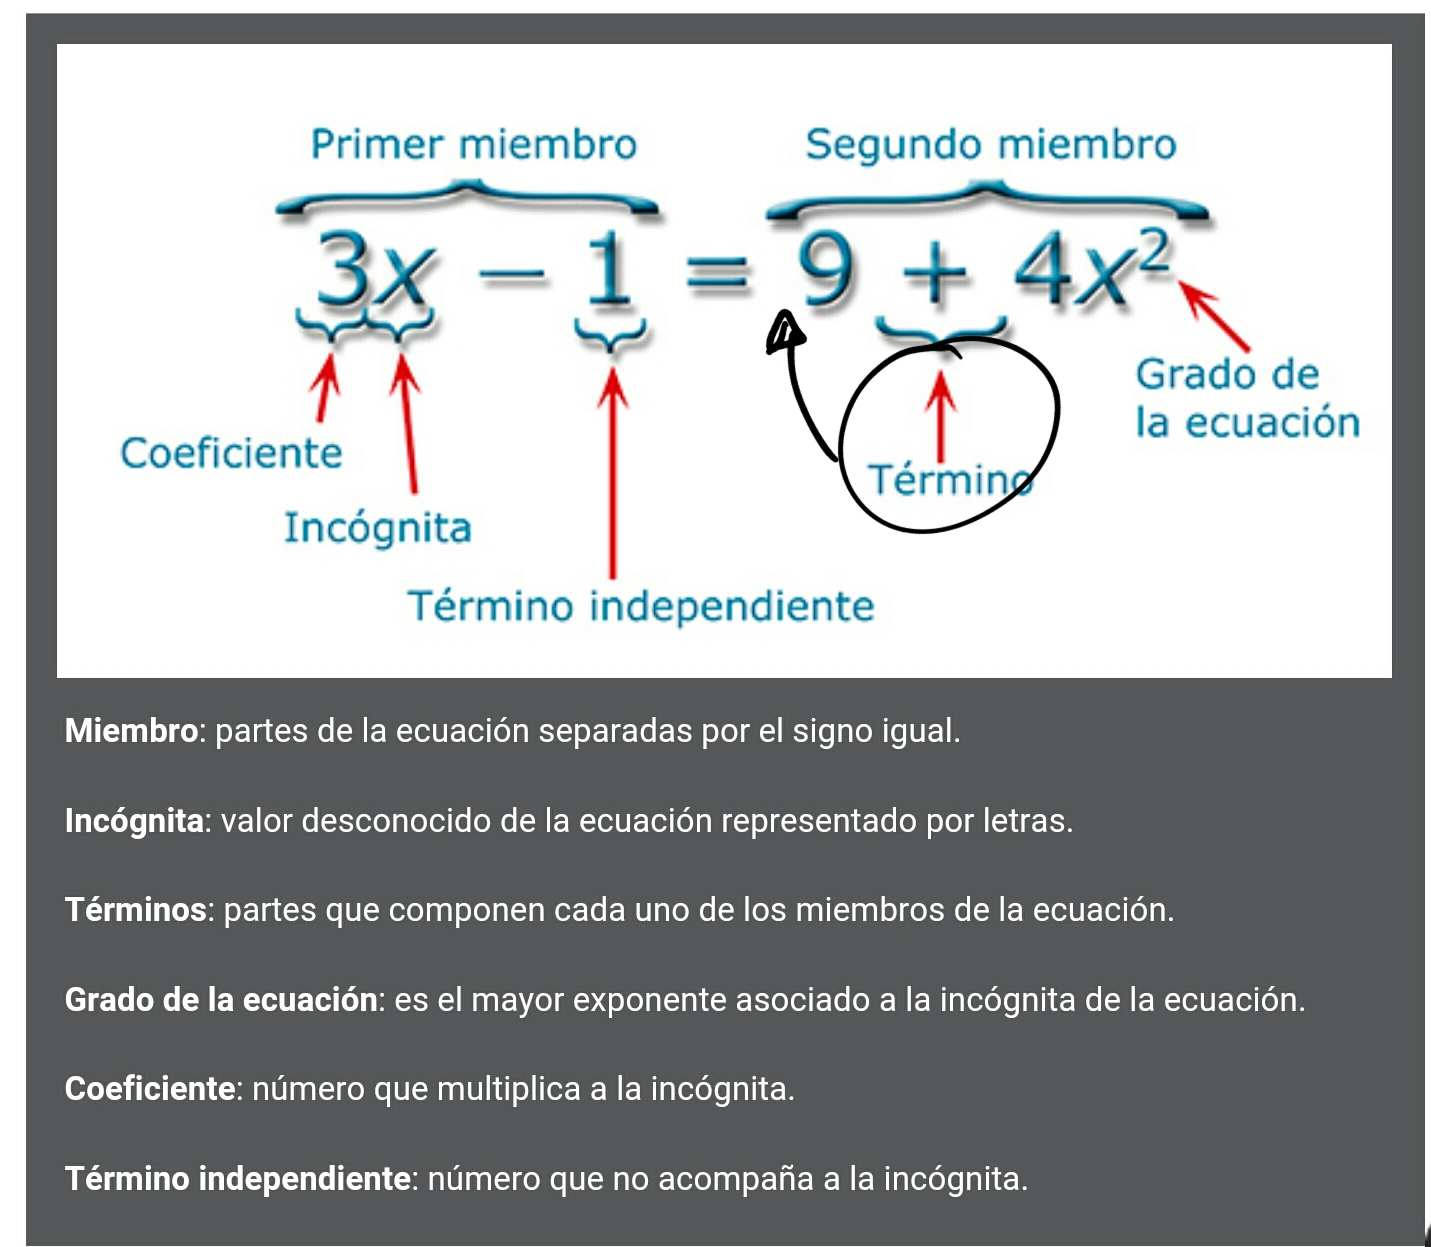 Primer miembro
Segundo miembro
3x − 1 = 9 + 4x²
Grado de
la ecuación
Coeficiente
Término
Incógnita
Término independiente
Miembro: partes de la ecuación separadas por el signo igual.
Incógnita: valor desconocido de la ecuación representado por letras.
Términos: partes que componen cada uno de los miembros de la ecuación.
Grado de la ecuación: es el mayor exponente asociado a la incógnita de la ecuación.
Coeficiente: número que multiplica a la incógnita.
Término independiente: número que no acompaña a la incógnita.